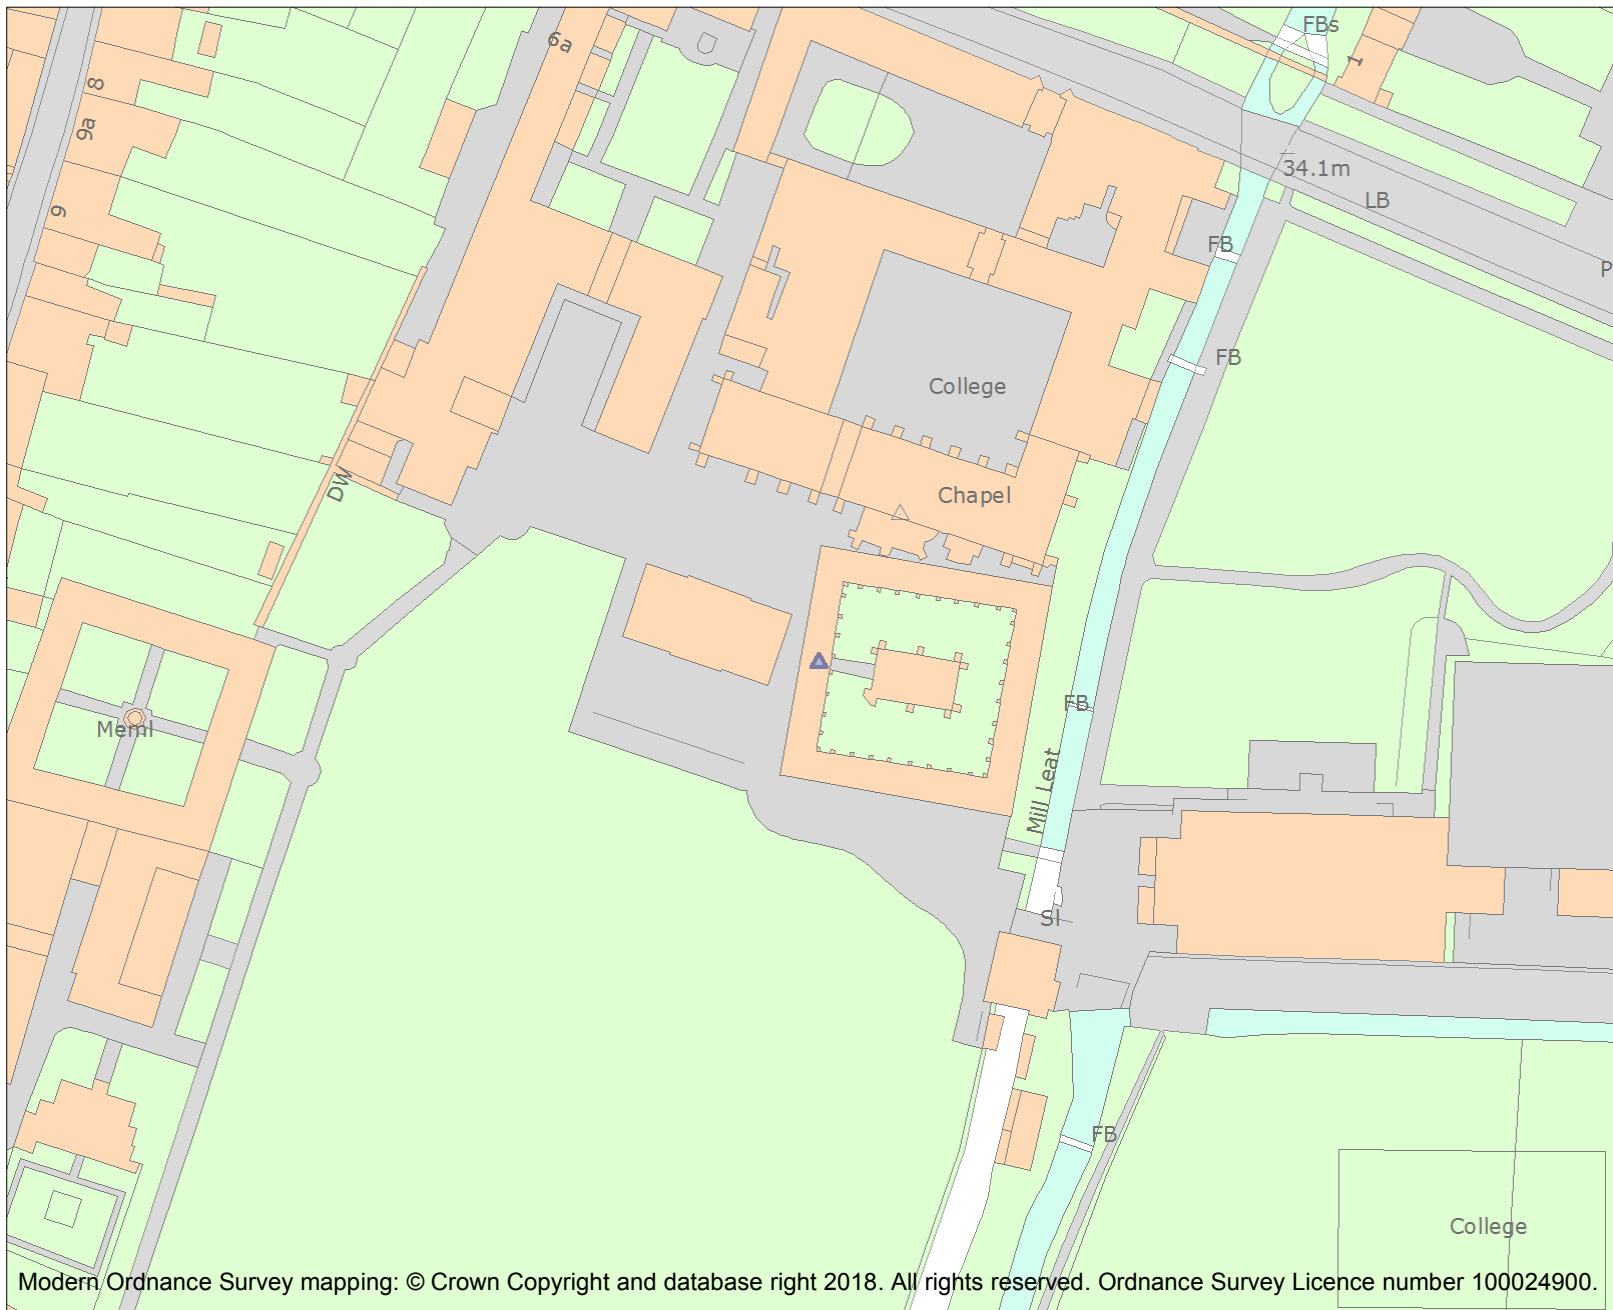 FBs
6a
1
8
9a
34.1m
LB
9
FB
P
FB
College
DW
Chapel
FB
Meml
Mill Leat
Sl
FB
College
Modern Ordnance Survey mapping: © Crown Copyright and database right 2018. All rights reserved. Ordnance Survey Licence number 100024900.